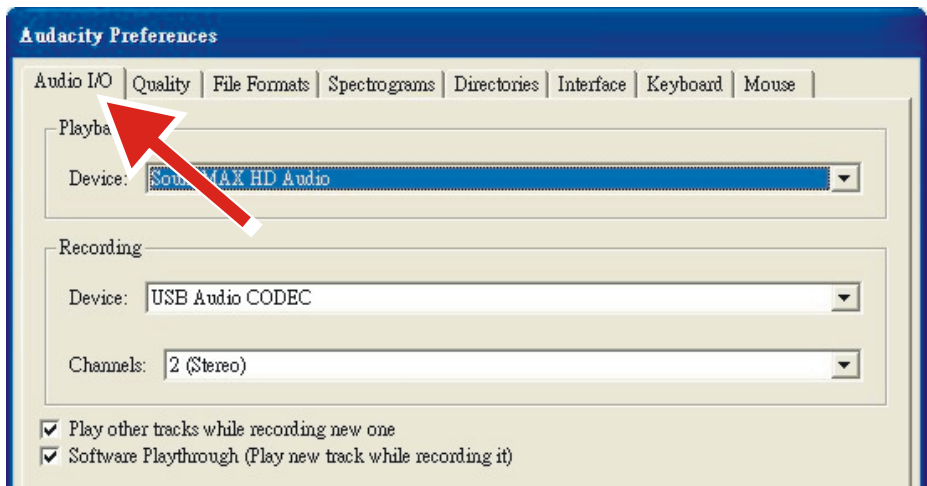 Audacity Preferences
Audio I/O Quality File Formats Spectrograms Directories Interface Keyboard Mouse
Device: HD Audio
Recording
Device: USB Audio CODEC
Channels: 2 (Stereo)
Play other tracks while recording new one
Software Playthrough (Play new track while recording it)